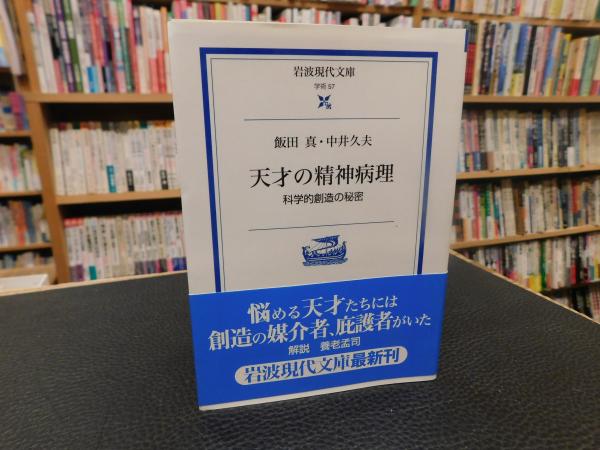 岩波現代文庫
学術 57
飯田 真・中井久夫
天才の精神病理
科学的創造の秘密
悩める天才たちには
創造の媒介者、庇護者がいた
解説 養老孟司
岩波現代文庫最新刊